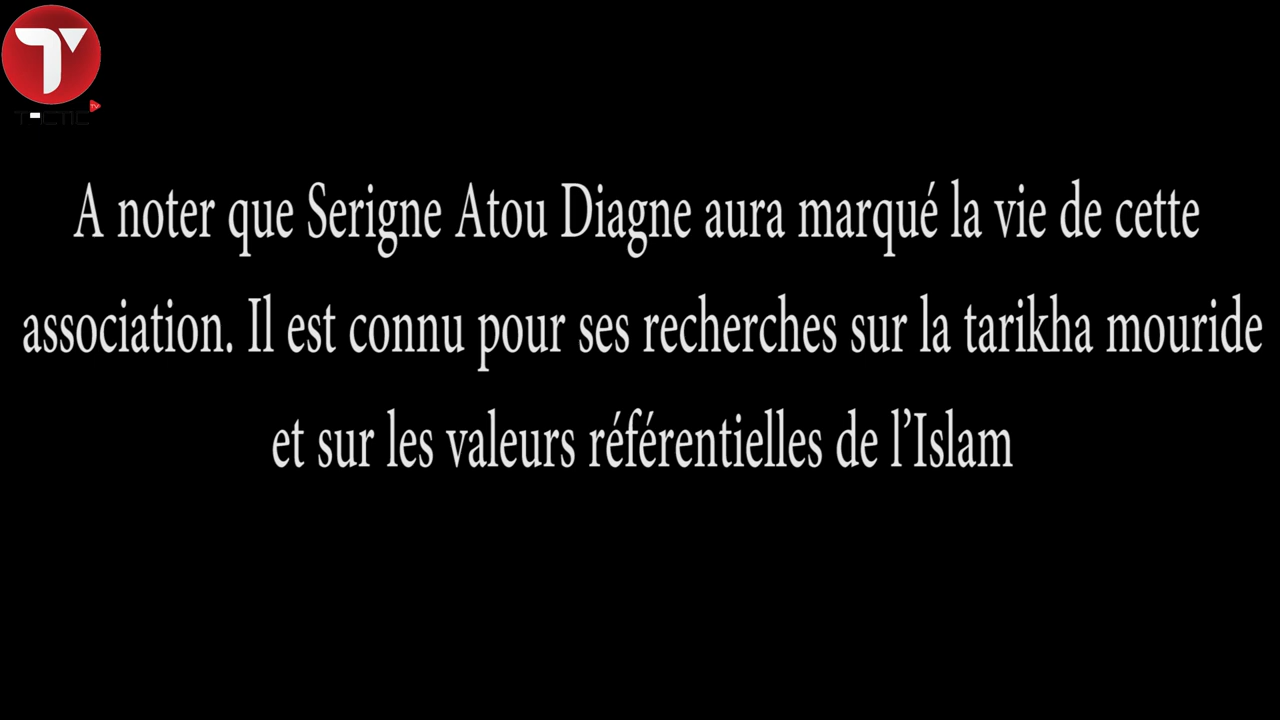 A noter que Serigne Atou Diagne aura marqué la vie de cette
association. Il est connu pour ses recherches sur la tarikha mouride
et sur les valeurs référentielles de l’Islam